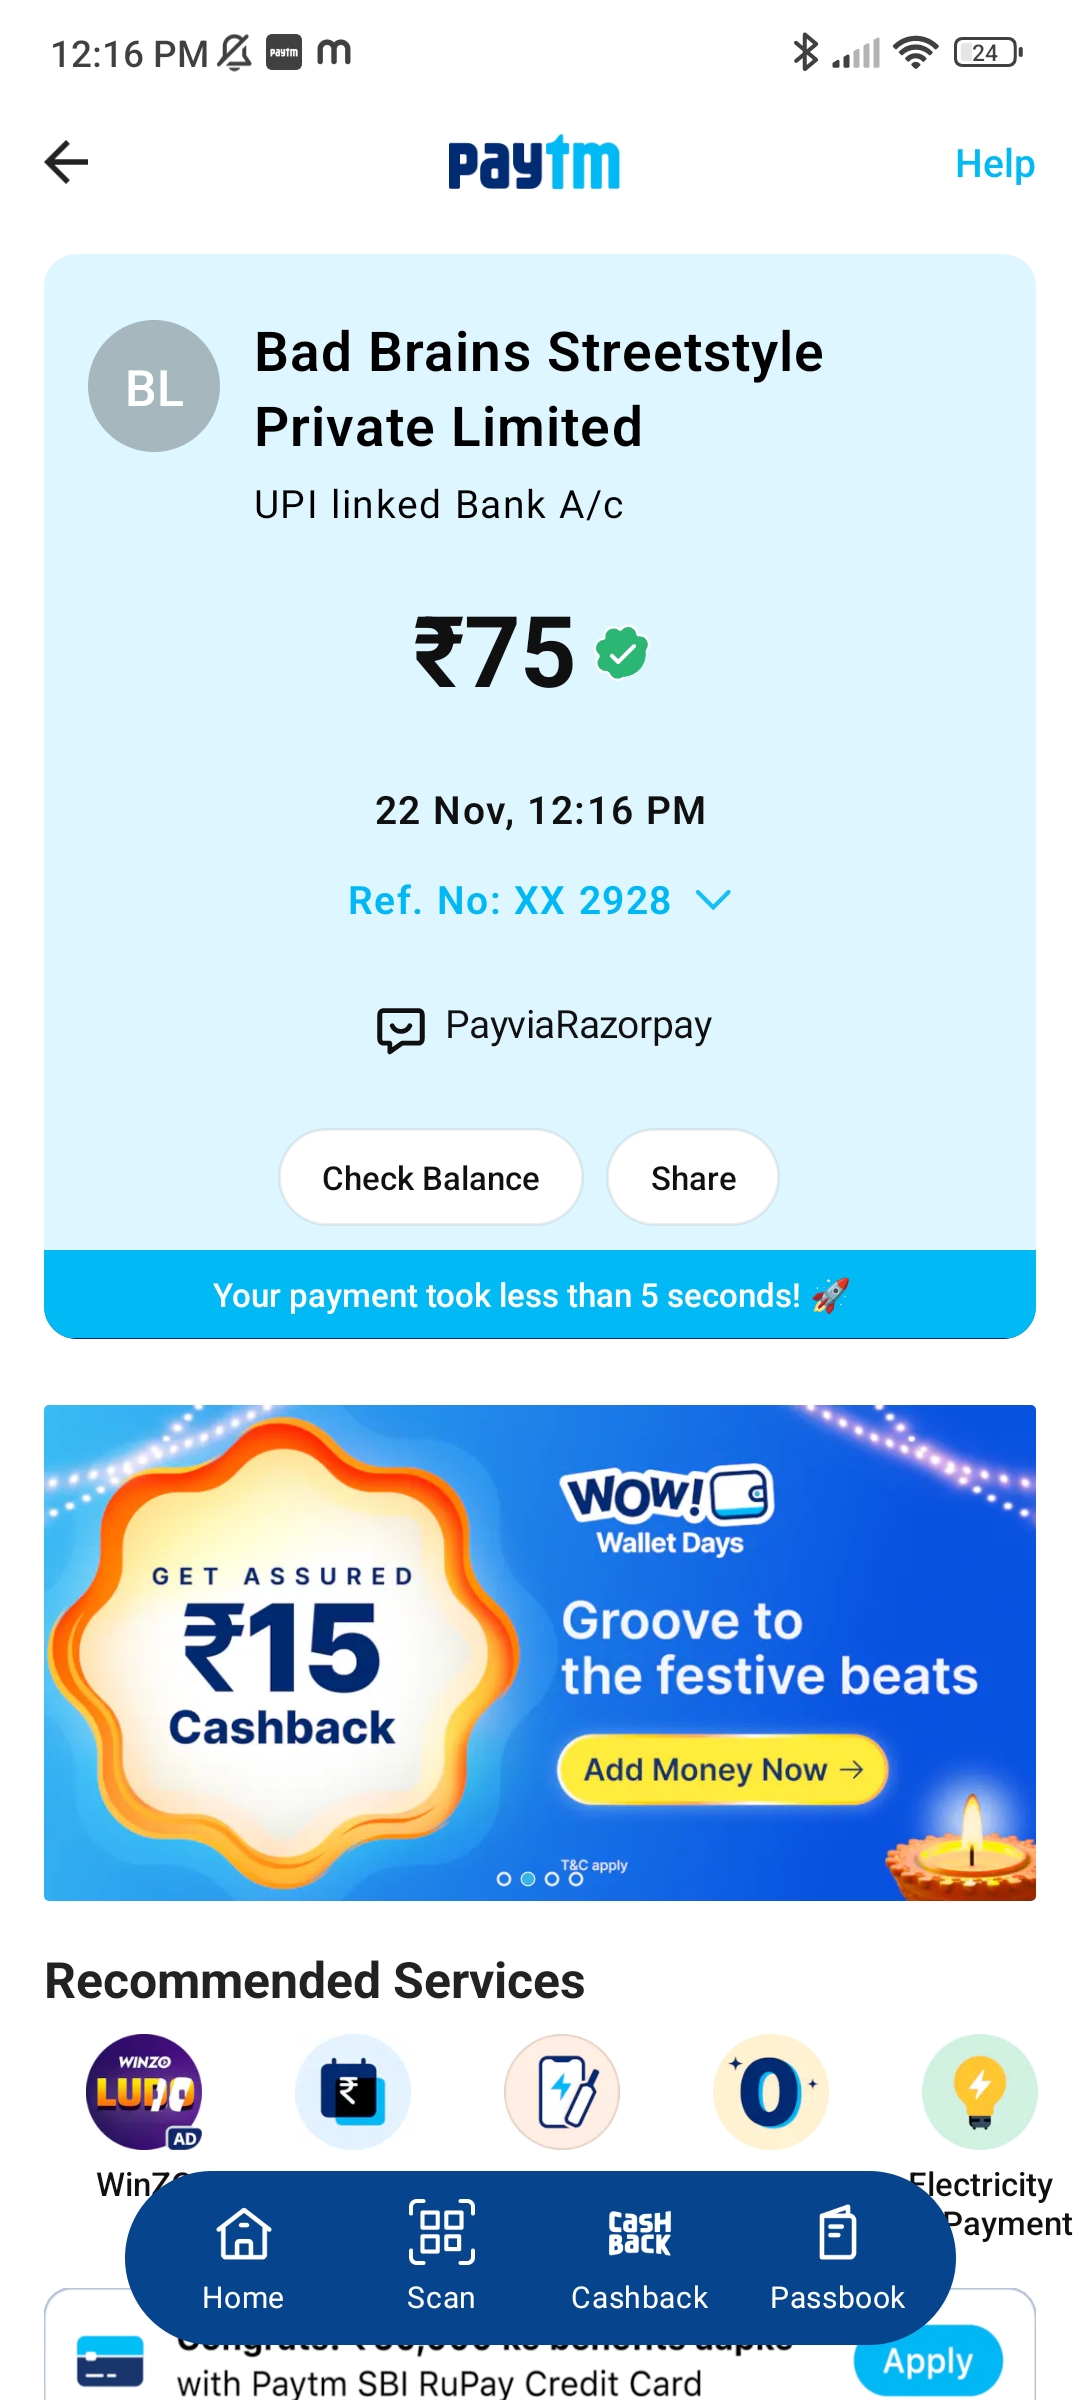 12:16 PM paytm m 24
paytm
Help
BL
Bad Brains Streetstyle
Private Limited
UPI linked Bank A/c
₹75
22 Nov, 12:16 PM
Ref. No: XX 2928
PayviaRazorpay
Check Balance
Share
Your payment took less than 5 seconds! 🚀
GET ASSURED
₹15
Cashback
WOW!
Wallet Days
Groove to
the festive beats
Add Money Now →
T&C apply
Recommended Services
WINZO
LUDO
AD
₹
0
Electricity
Payment
CASH
BACK
Home
Scan
Cashback
Passbook
with Paytm SBI RuPay Credit Card
Apply